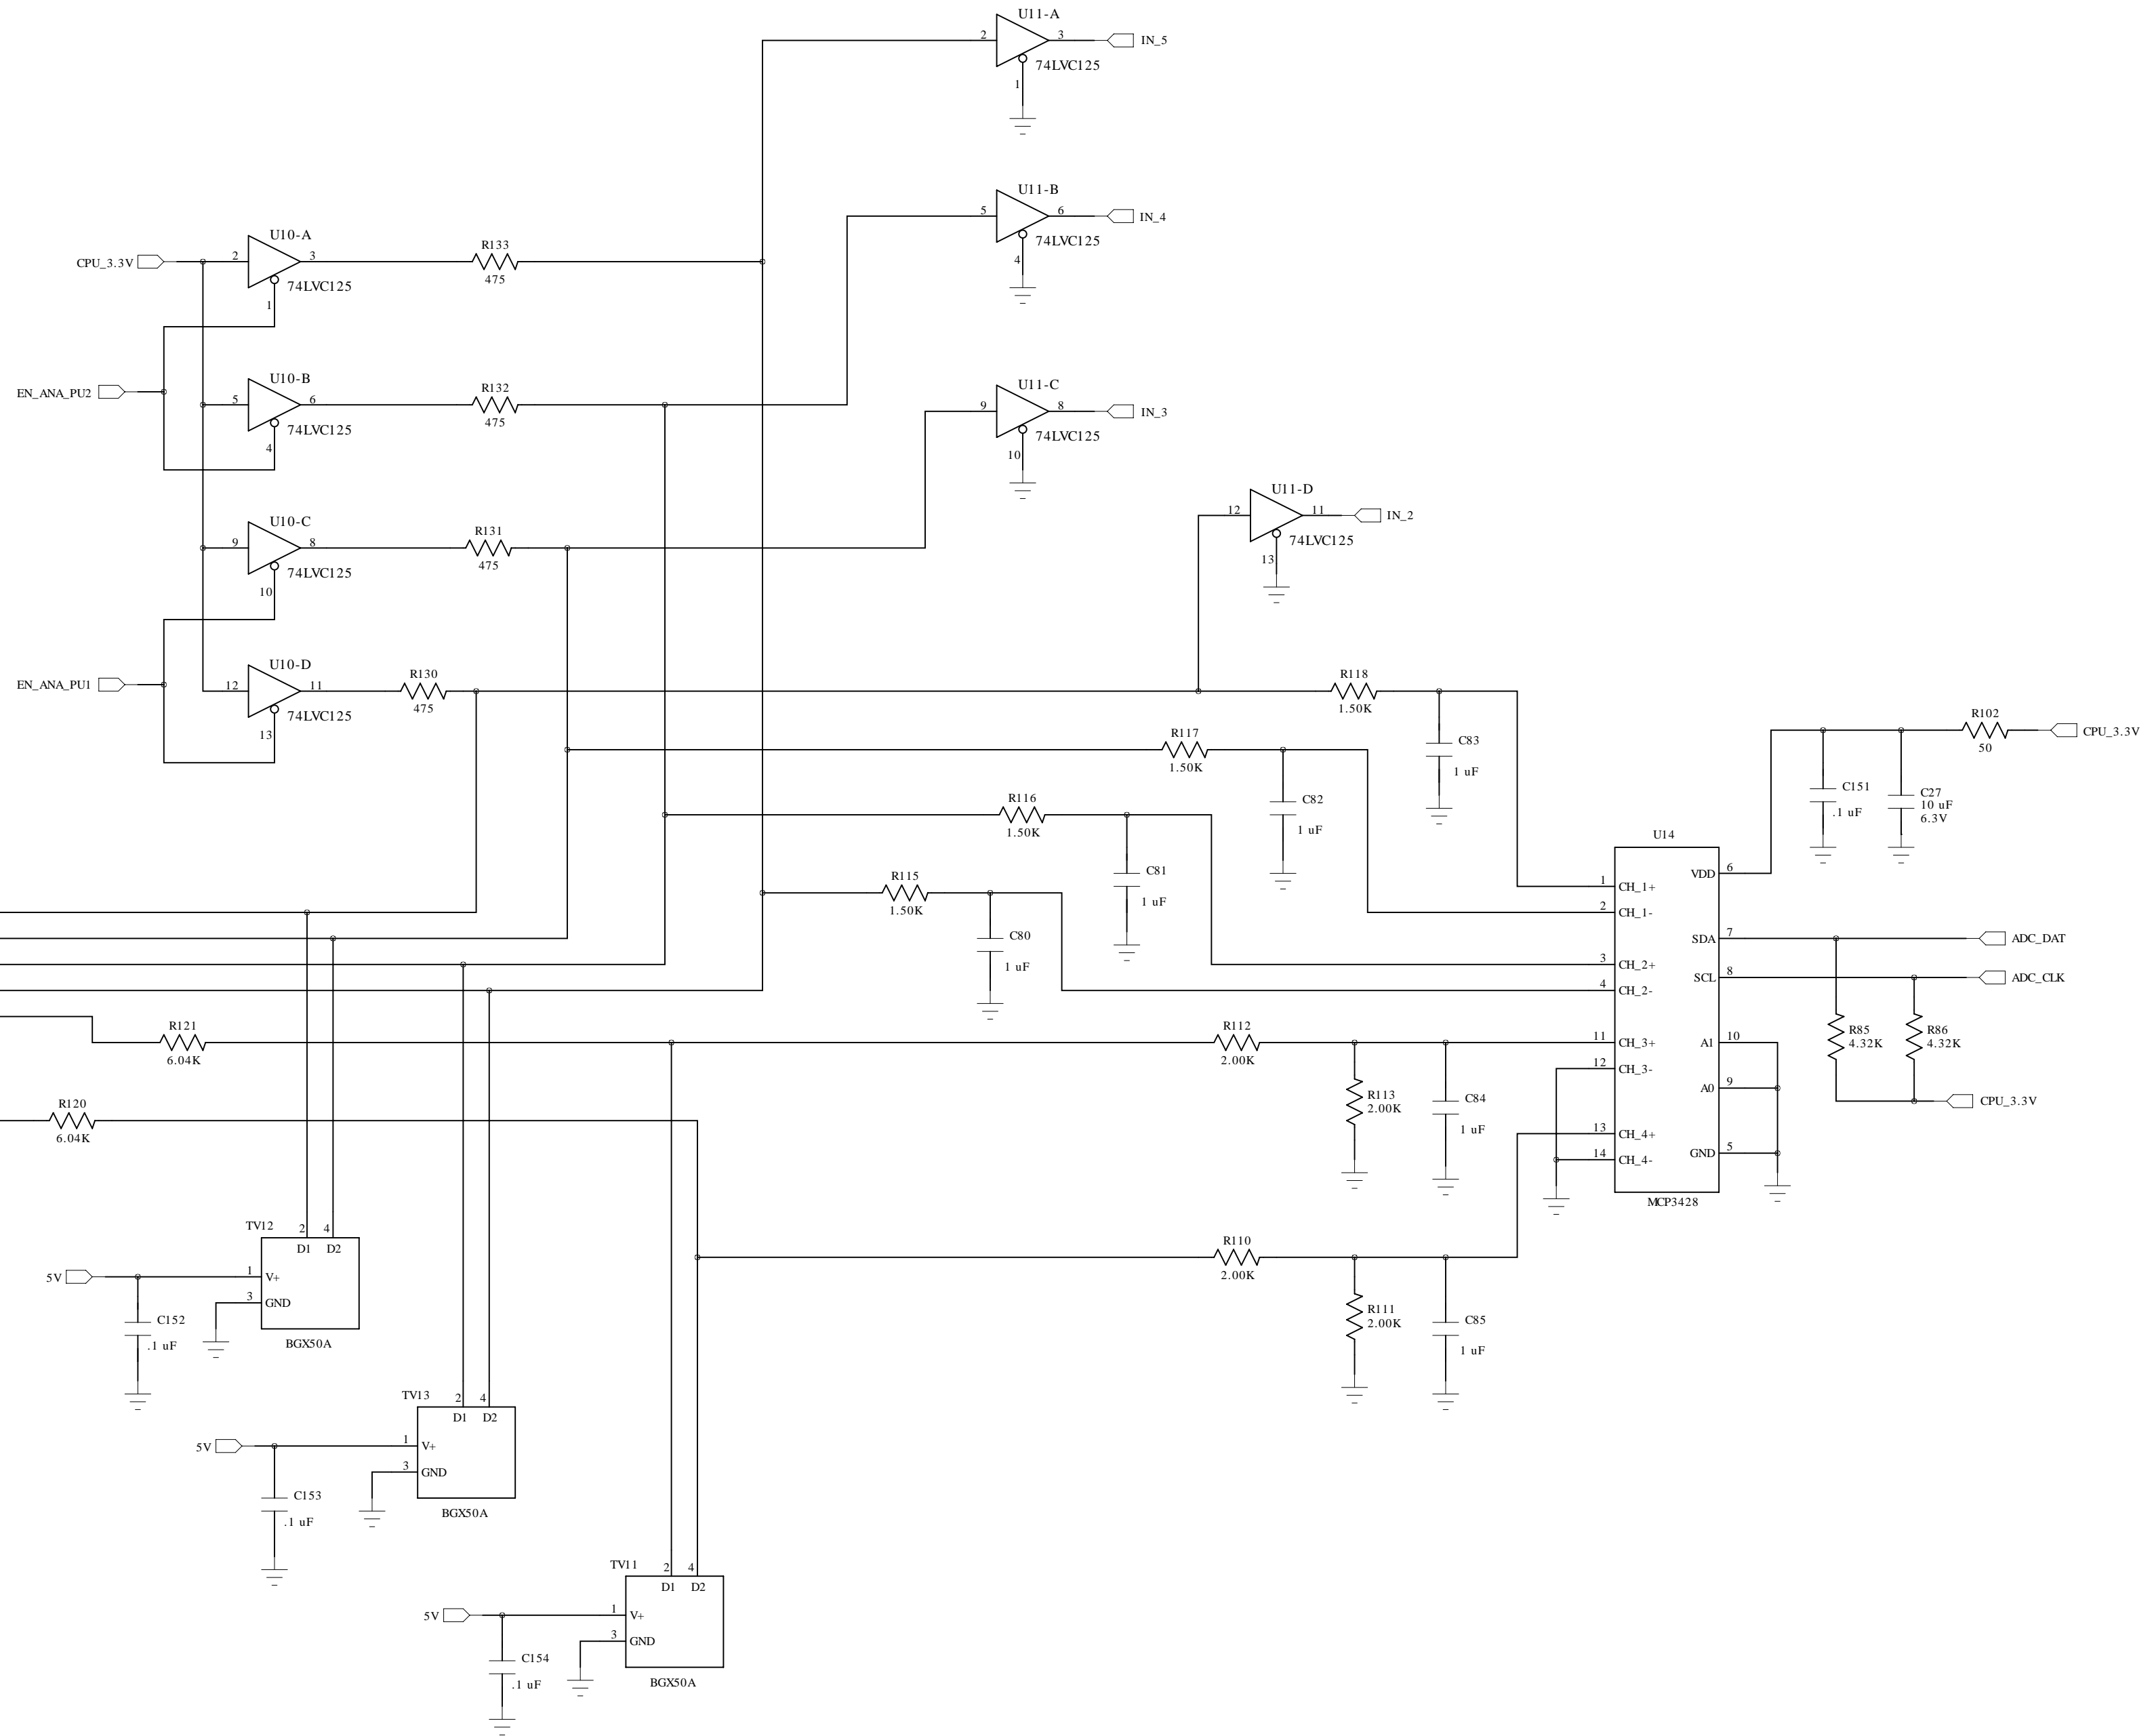 U11-A
2
3
IN_5
74LVC125
1
U11-B
5
6
IN_4
74LVC125
4
U10-A
CPU_3.3V
2
3
74LVC125
1
R133
475
EN_ANA_PU2
U10-B
5
6
74LVC125
4
R132
475
U11-C
9
8
IN_3
74LVC125
10
U10-C
9
8
74LVC125
10
R131
475
U11-D
12
11
IN_2
74LVC125
13
EN_ANA_PU1
U10-D
12
11
74LVC125
13
R130
475
R118
1.50K
C83
1 uF
R117
1.50K
C82
1 uF
R116
1.50K
C81
1 uF
R115
1.50K
C80
1 uF
R102
50
CPU_3.3V
C151
.1 uF
C27
10 uF
6.3V
U14
1
CH_1+
2
CH_1-
3
CH_2+
4
CH_2-
11
CH_3+
12
CH_3-
13
CH_4+
14
CH_4-
VDD
6
SDA
7
SCL
8
A1
10
A0
9
GND
5
MCP3428
ADC_DAT
ADC_CLK
R85
4.32K
R86
4.32K
CPU_3.3V
R121
6.04K
R112
2.00K
R113
2.00K
C84
1 uF
R120
6.04K
R110
2.00K
R111
2.00K
C85
1 uF
TV12
2
4
D1
D2
5V
1
V+
3
GND
C152
.1 uF
BGX50A
TV13
2
4
D1
D2
5V
1
V+
3
GND
C153
.1 uF
BGX50A
TV11
2
4
D1
D2
5V
1
V+
3
GND
C154
.1 uF
BGX50A